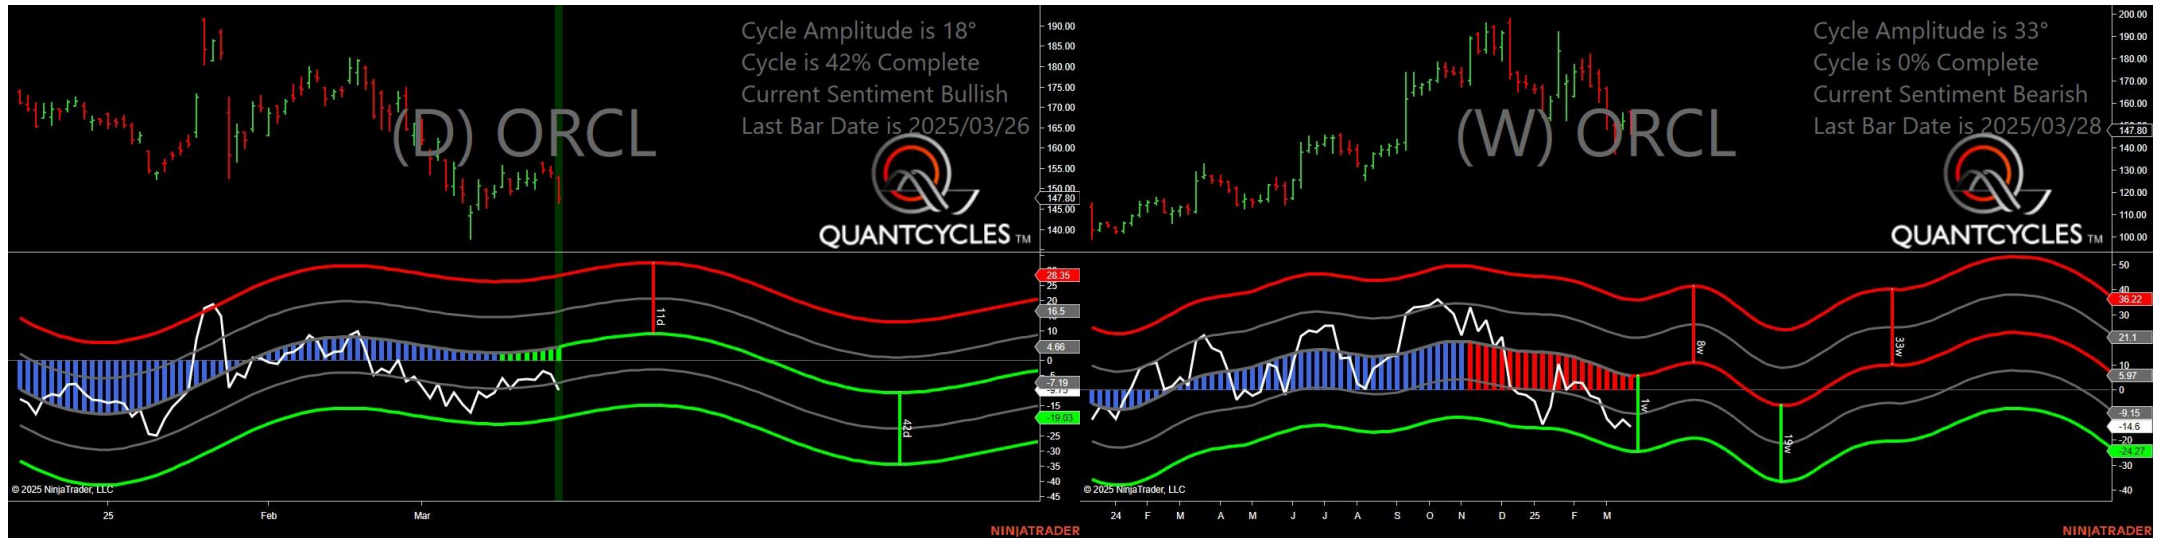 Cycle Amplitude is 18°
Cycle is 42% Complete
Current Sentiment Bullish
Last Bar Date is 2025/03/26
(D) ORCL
QUANTCYCLES TM
190.00
185.00
180.00
175.00
170.00
165.00
160.00
155.00
150.00
147.80
145.00
140.00
28.35
25
20
16.5
10
4.66
0
-5
-7.19
-9.75
-15
-19.03
-25
-30
-35
-40
-45
11d
42d
© 2025 NinjaTrader, LLC
25 Feb Mar
NINJATRADER
Cycle Amplitude is 33°
Cycle is 0% Complete
Current Sentiment Bearish
Last Bar Date is 2025/03/28
(W) ORCL
QUANTCYCLES TM
200.00
190.00
180.00
170.00
160.00
147.80
140.00
130.00
120.00
110.00
100.00
50
40
36.22
30
21.1
10
5.97
0
-9.15
-14.6
-20
-24.27
-30
-40
8w
33w
1w
19w
© 2025 NinjaTrader, LLC
24 F M A M J J A S O N D 25 F M
NINJATRADER